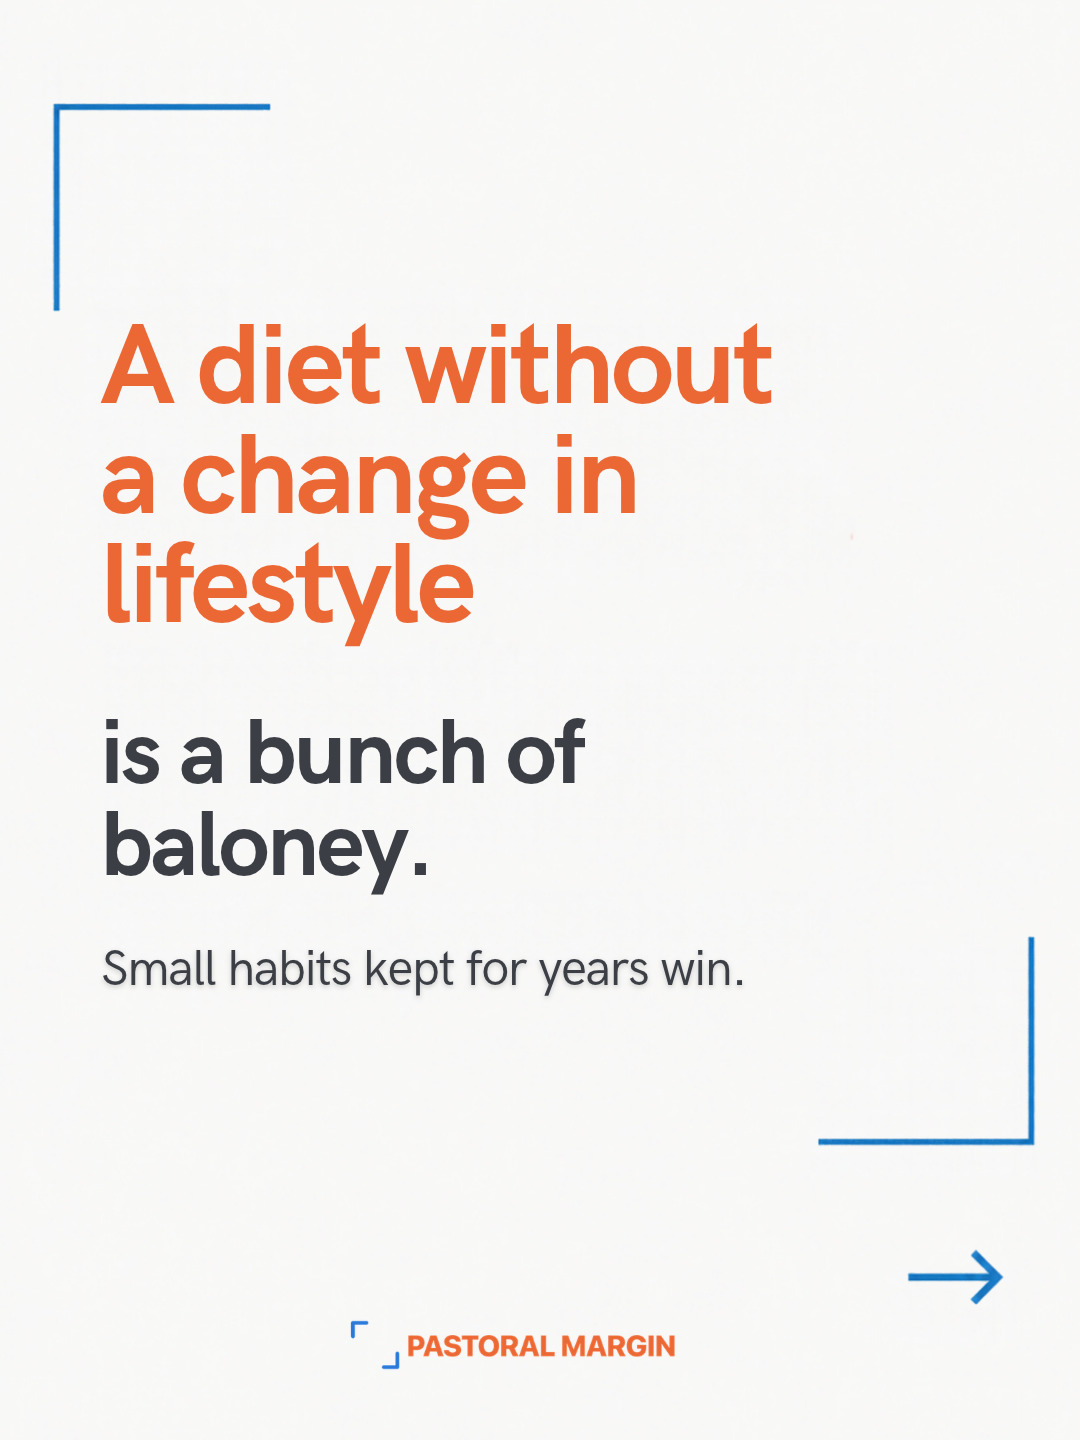 A diet without
a change in
lifestyle
is a bunch of
baloney.
Small habits kept for years win.
PASTORAL MARGIN